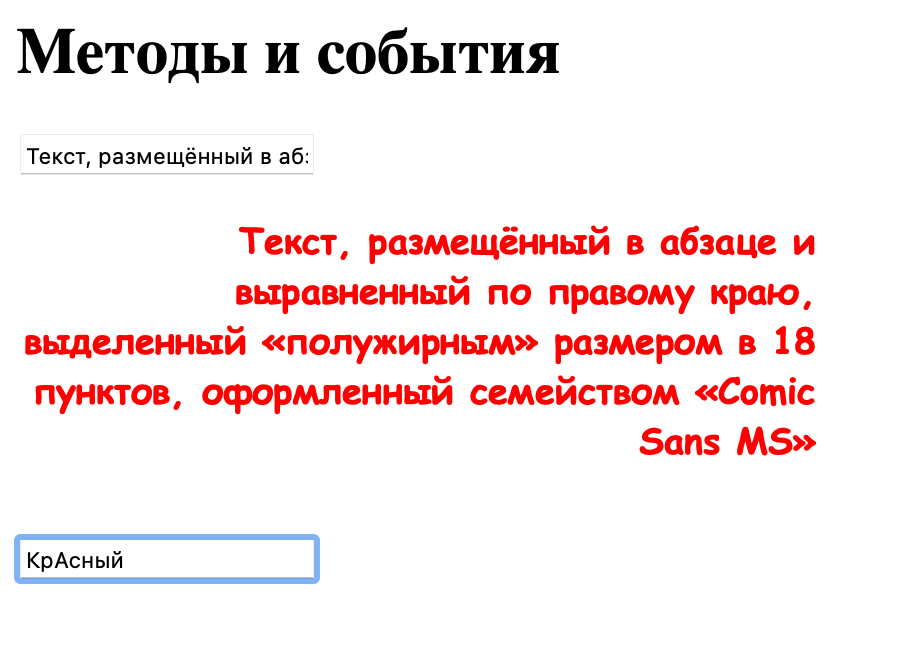 Методы и события
Текст, размещённый в аб
Текст, размещённый в абзаце и
выравненный по правому краю,
выделенный «полужирным» размером в 18
пунктов, оформленный семейством «Comic
Sans MS»
КрАсный